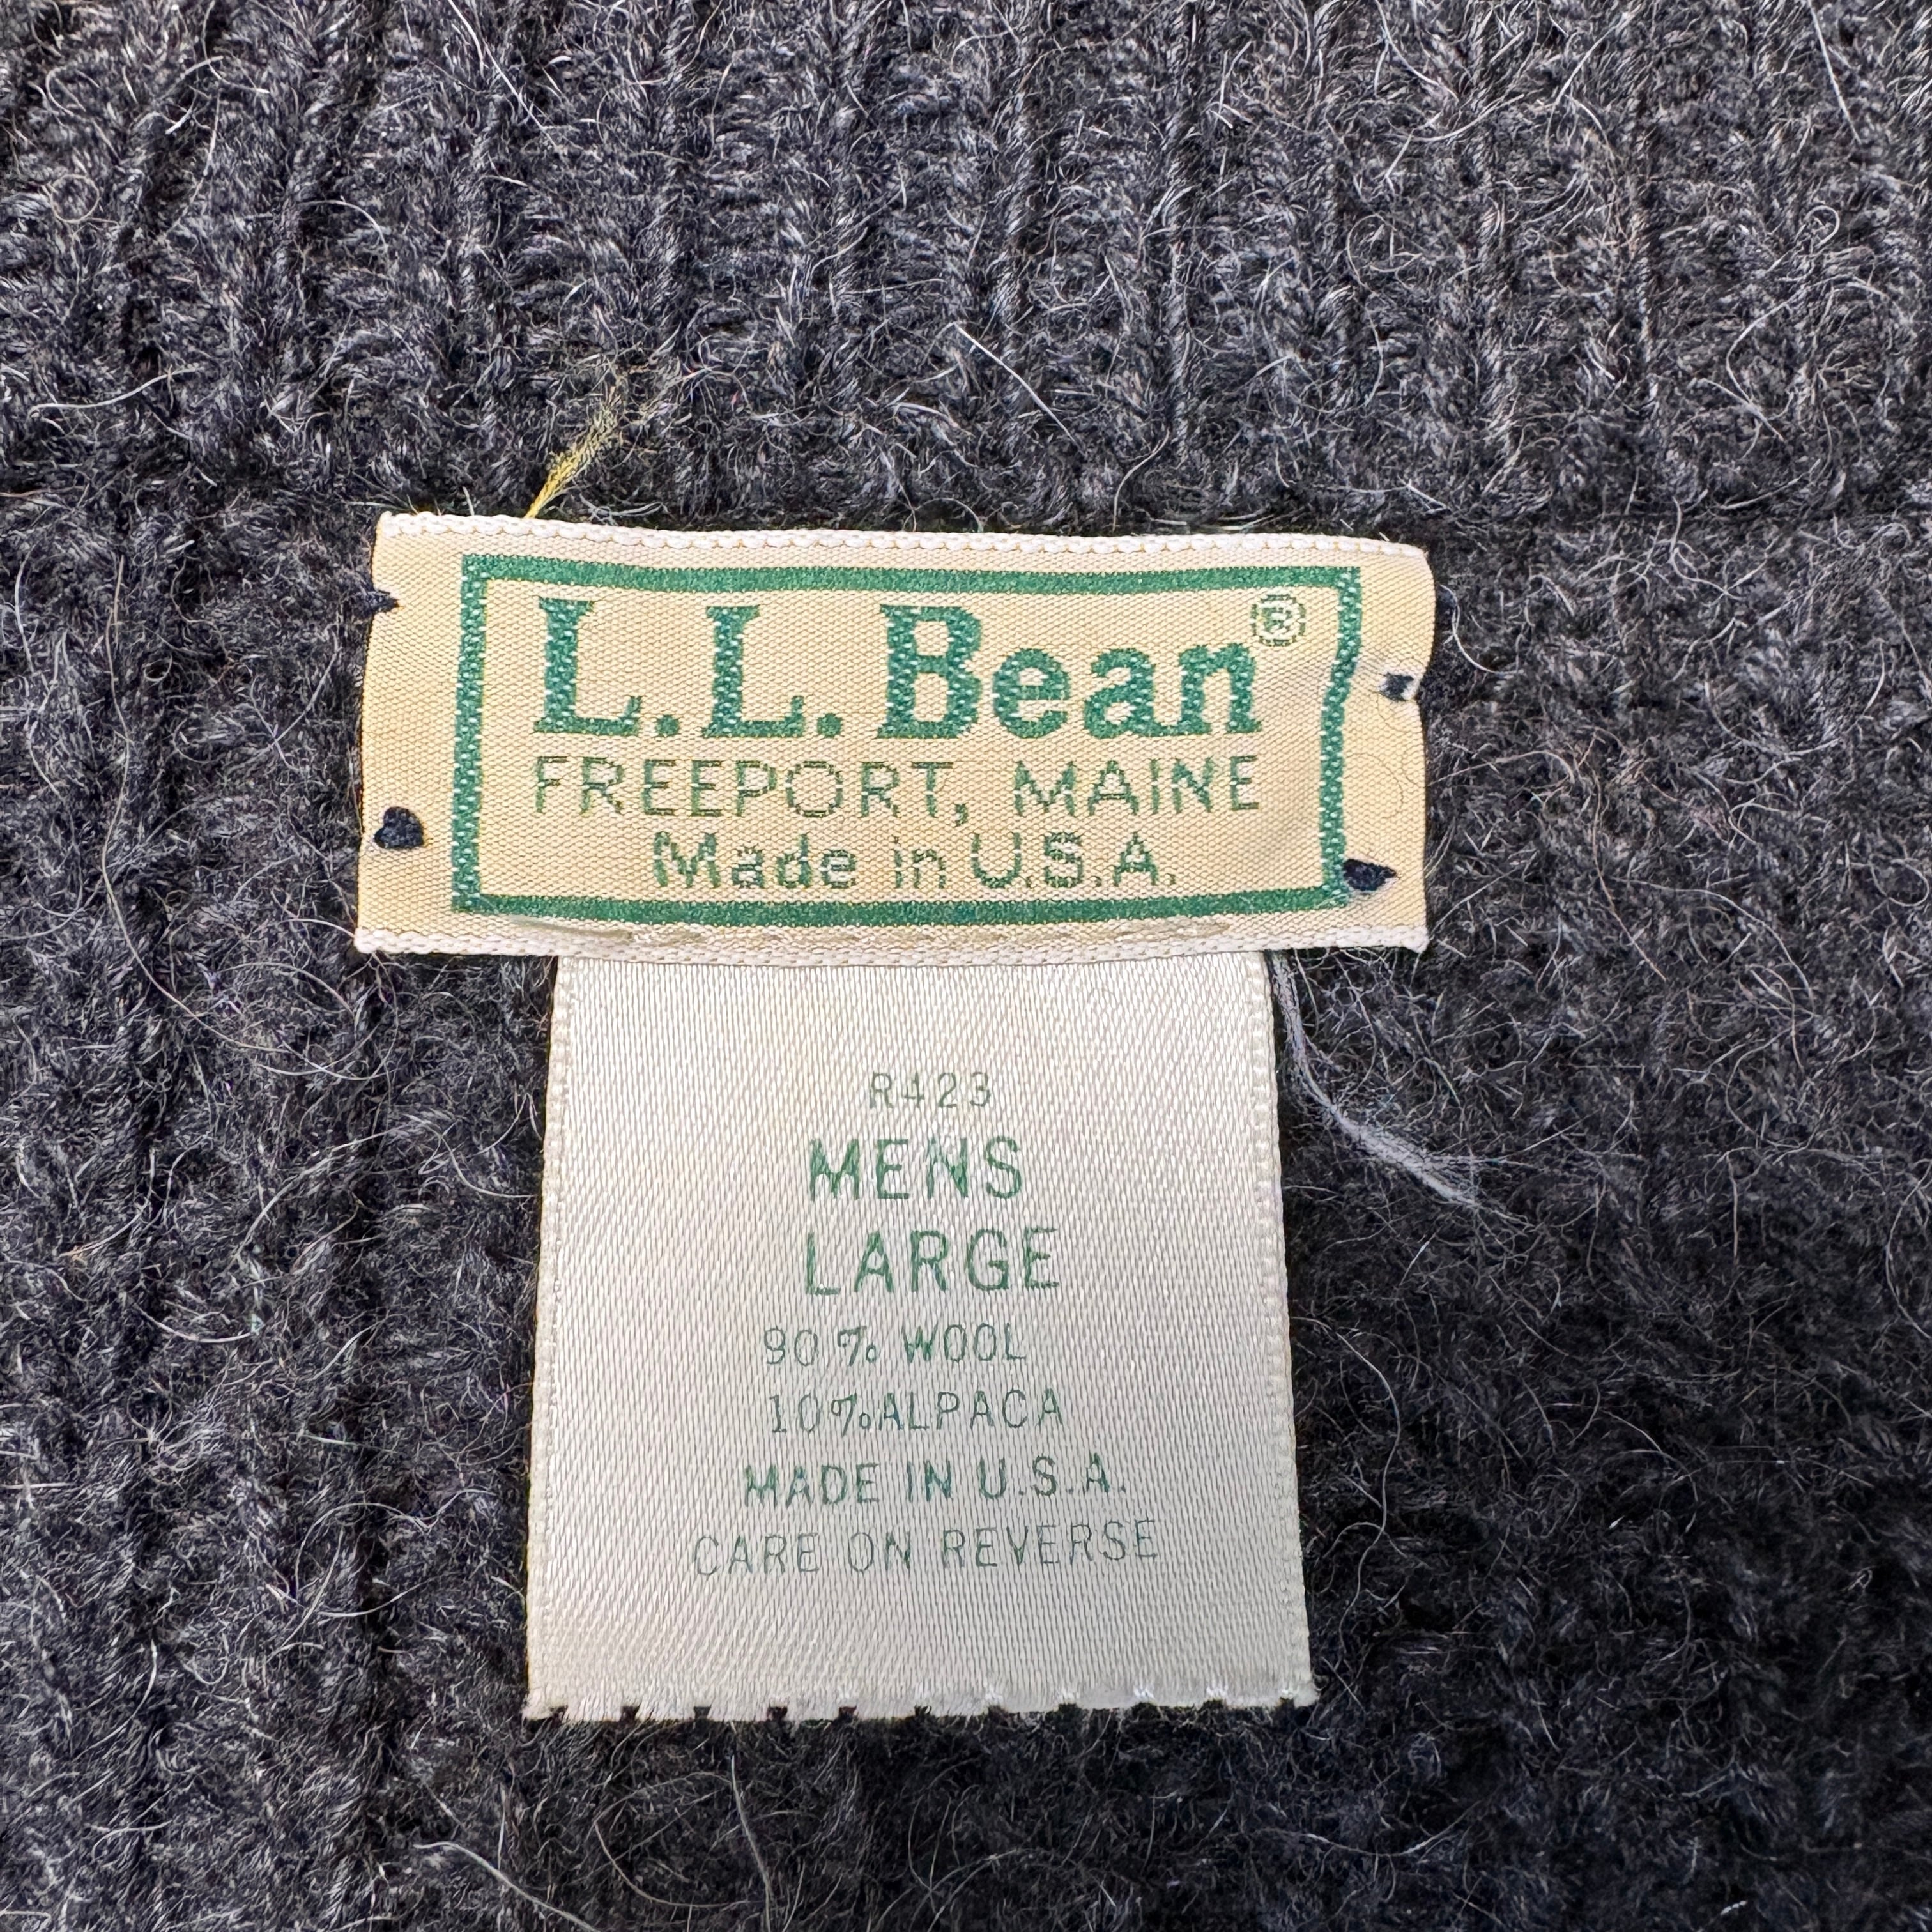 L.L.Bean®
FREEPORT, MAINE
Made in U.S.A.
R423
MENS
LARGE
90% WOOL
10% ALPACA
MADE IN U.S.A.
CARE ON REVERSE